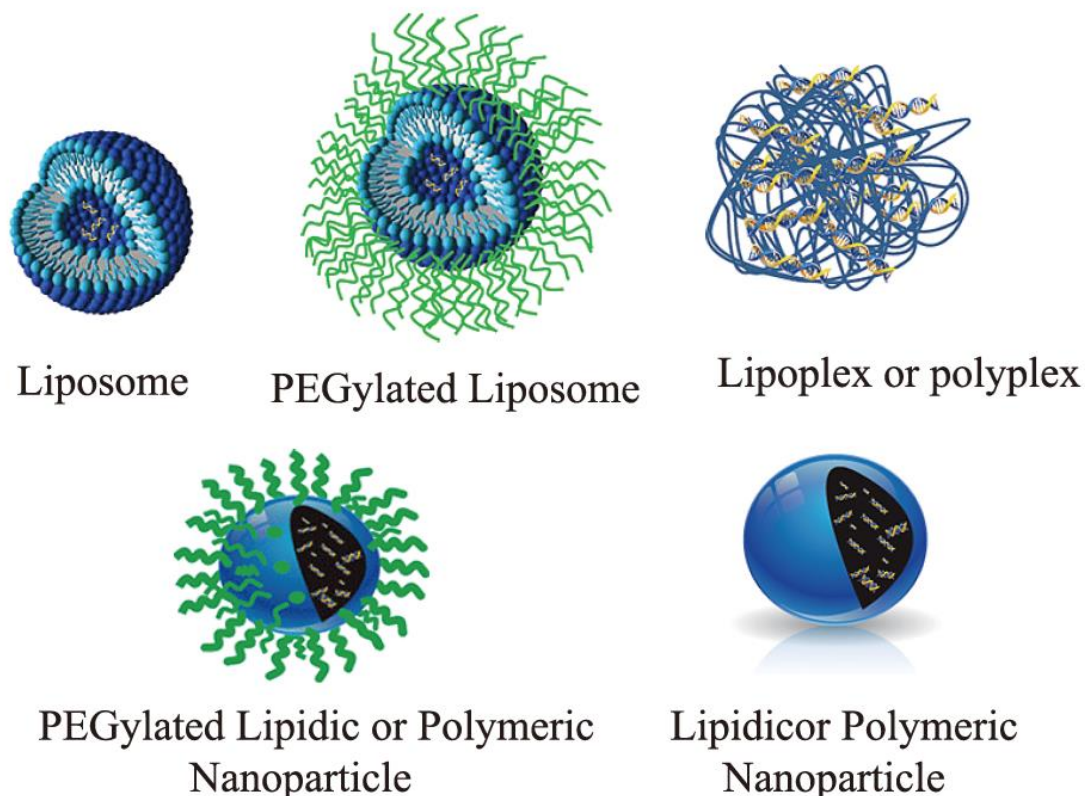 Liposome
PEGylated Liposome
Lipoplex or polyplex
PEGylated Lipidic or Polymeric
Nanoparticle
Lipidicor Polymeric
Nanoparticle